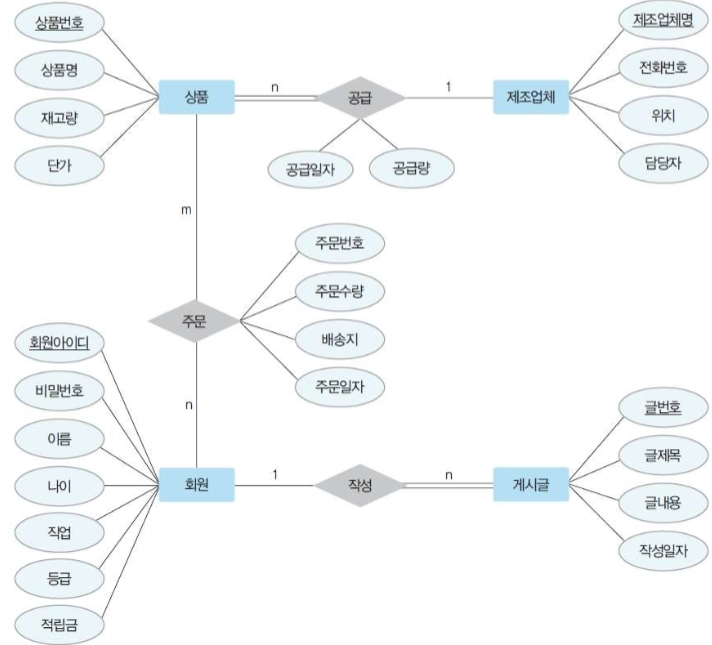 상품번호
상품명
재고량
단가
상품
n
공급
1
제조업체
제조업체명
전화번호
위치
담당자
공급일자
공급량
m
주문번호
주문수량
배송지
주문일자
주문
n
회원아이디
비밀번호
이름
나이
직업
등급
적립금
회원
1
작성
n
게시글
글번호
글제목
글내용
작성일자